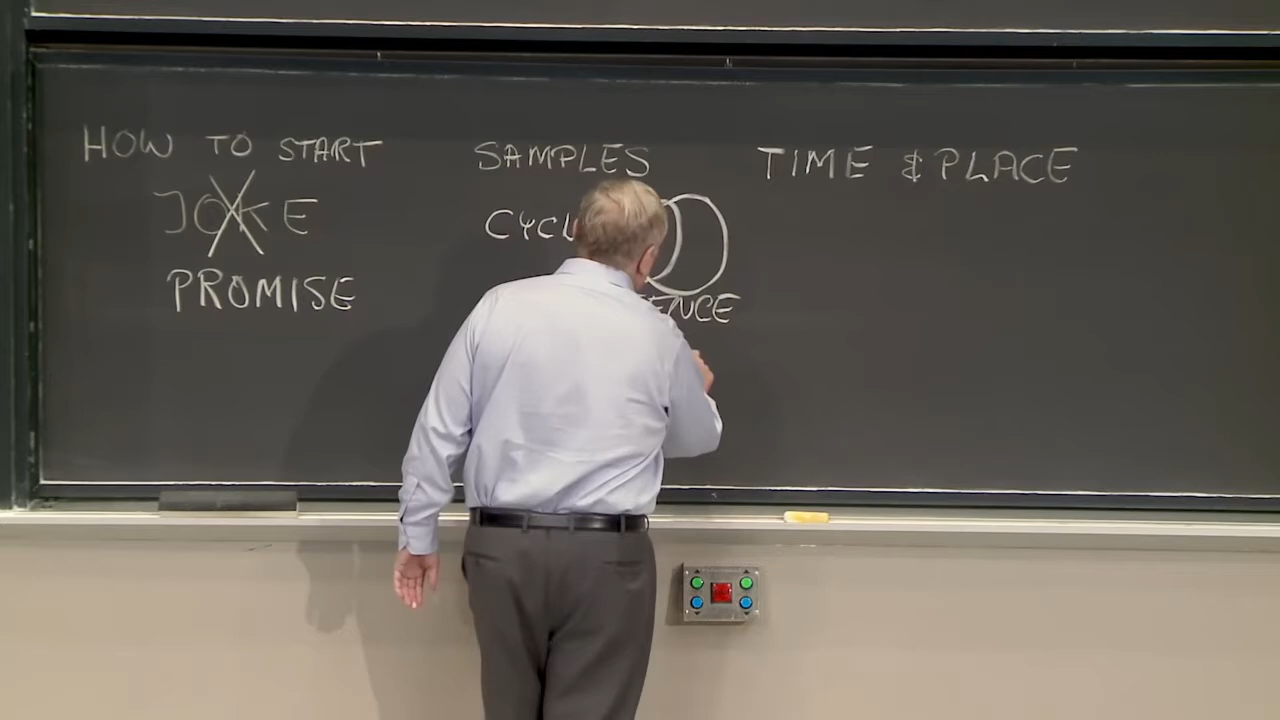 HOW TO START
JOKE
PROMISE
SAMPLES
TIME & PLACE